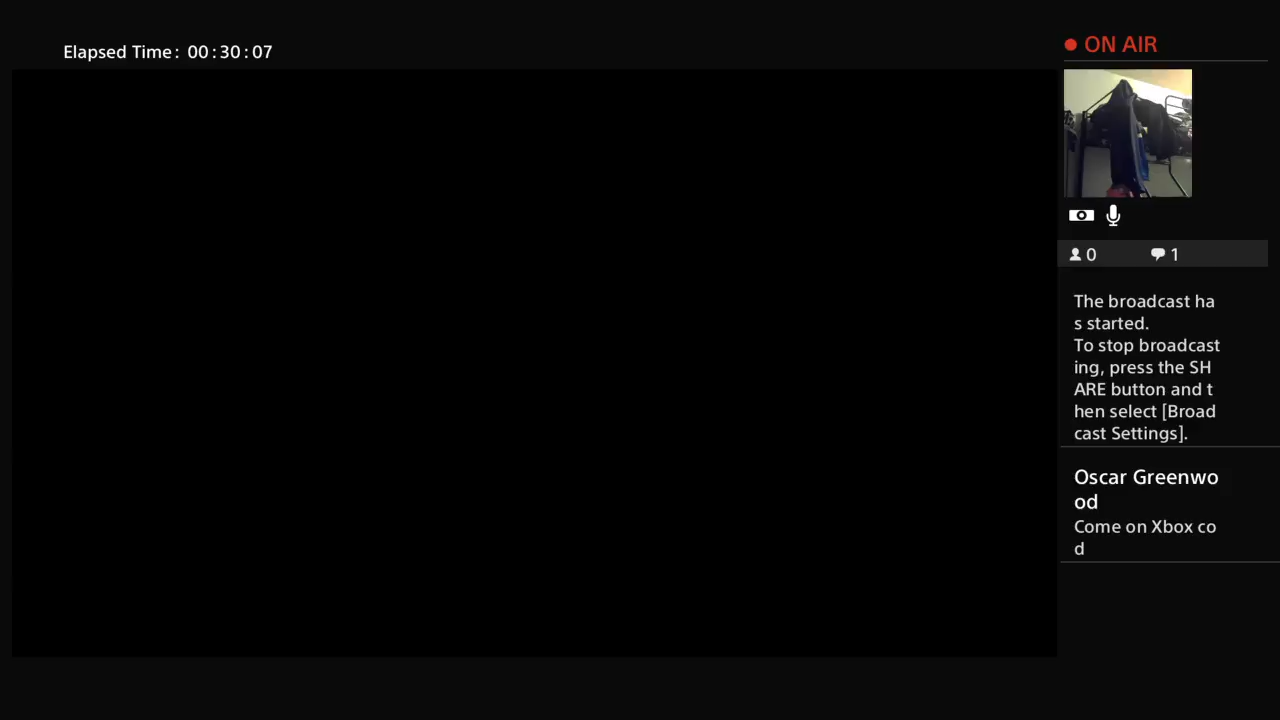 Elapsed Time: 00:30:07
ON AIR
0 1
The broadcast ha
s started.
To stop broadcast
ing, press the SH
ARE button and t
hen select [Broad
cast Settings].
Oscar Greenwo
od
Come on Xbox co
d